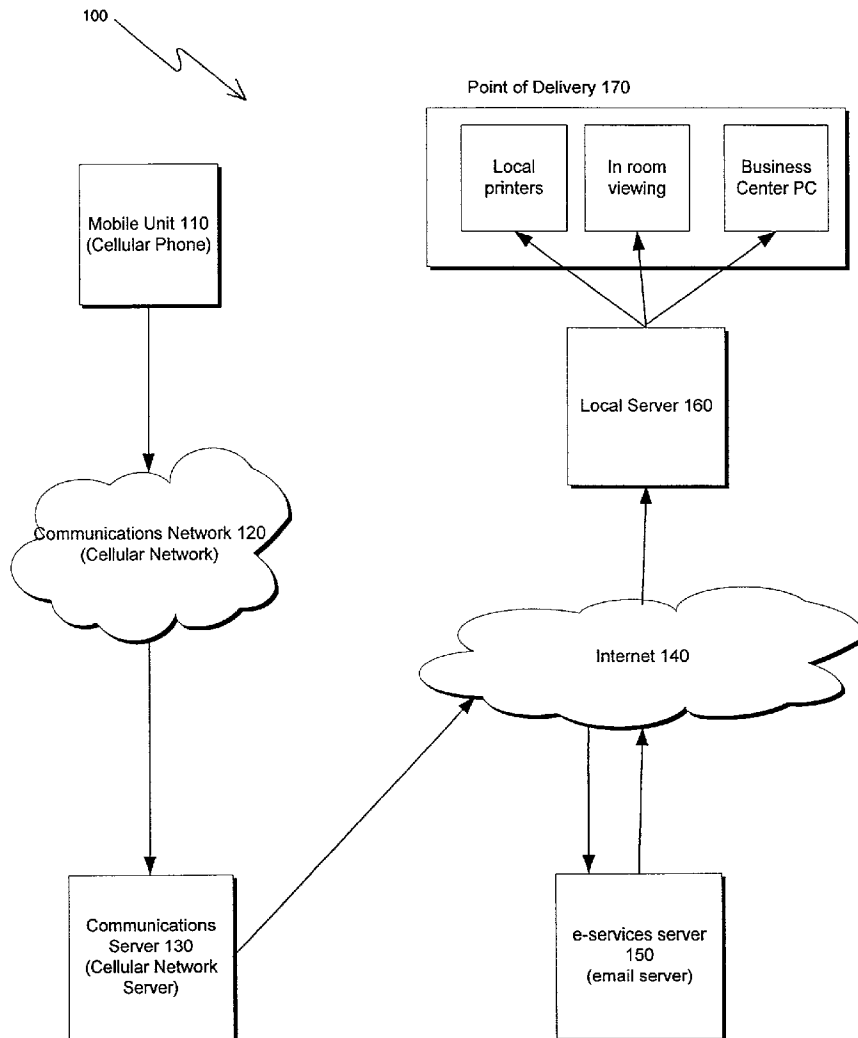 100
Point of Delivery 170
Local
printers
In room
viewing
Business
Center PC
Mobile Unit 110
(Cellular Phone)
Local Server 160
Communications Network 120
(Cellular Network)
Internet 140
Communications
Server 130
(Cellular Network
Server)
e-services server
150
(email server)